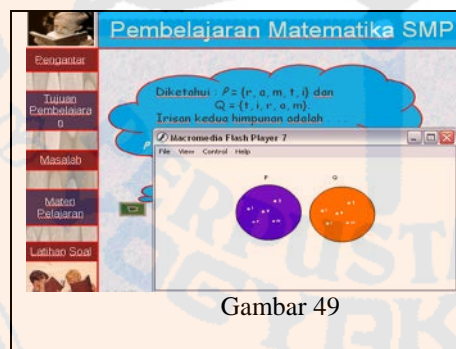 Pembelajaran Matematika SMP
Pengantar
Tujuan
Pembelajara
n
Masalah
Materi
Pelajaran
Latihan Soal
Diketahui : P = {r, a, m, t, i} dan
Q = {t, i, r, a, m}.
Irisan kedua himpunan adalah . . .
P
Macromedia Flash Player 7
File View Control Help
P Q
Gambar 49